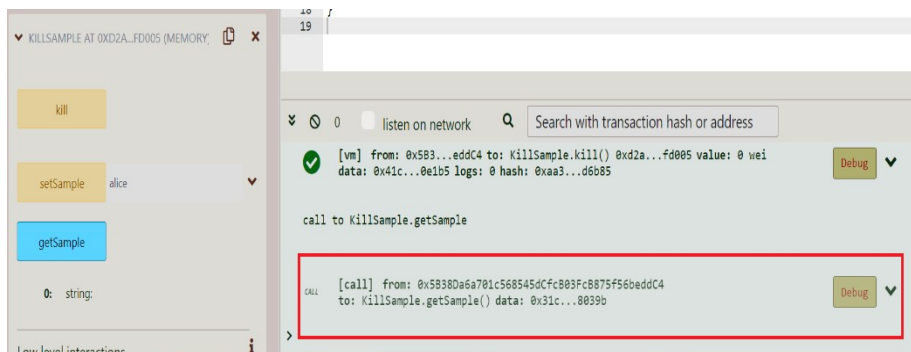 18 }
19
KILLSAMPLE AT 0XD2A...FD005 (MEMORY)
kill
setSample alice
getSample
0: string:
Low level interactions
0 listen on network Search with transaction hash or address
[vm] from: 0x5B3...eddC4 to: KillSample.kill() 0xd2a...fd005 value: 0 wei
data: 0x41c...0e1b5 logs: 0 hash: 0xaa3...d6b85
Debug
call to KillSample.getSample
CALL [call] from: 0x5B38Da6a701c568545dCfcB03FcB875f56beddC4
to: KillSample.getSample() data: 0x31c...8039b
Debug
>